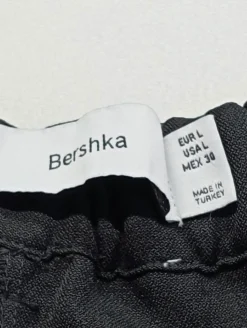 Bershka
EUR L
USA L
MEX 30
MADE IN
TURKEY